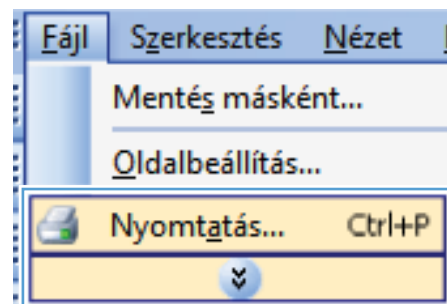 Fájl Szerkesztés Nézet
Mentés másként...
Oldalbeállítás...
Nyomtatás... Ctrl+P